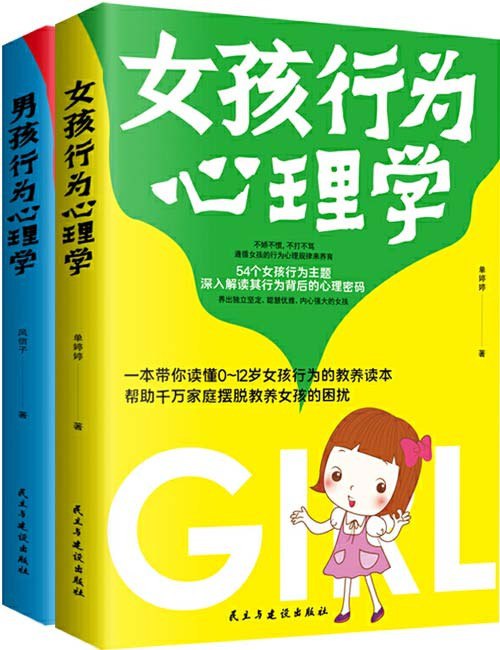 男孩行为心理学
风信子
著
民主与建设出版社
女孩行为心理学
单婷婷
著
民主与建设出版社
女孩行为
心理学
不娇不惯，不打不骂
遵循女孩的行为心理规律来养育
54个女孩行为主题
深入解读其行为背后的心理密码
养出独立坚定、聪慧优雅、内心强大的女孩
单婷婷
著
一本带你读懂0~12岁女孩行为的教养读本
帮助千万家庭摆脱教养女孩的困扰
GIRL
民主与建设出版社